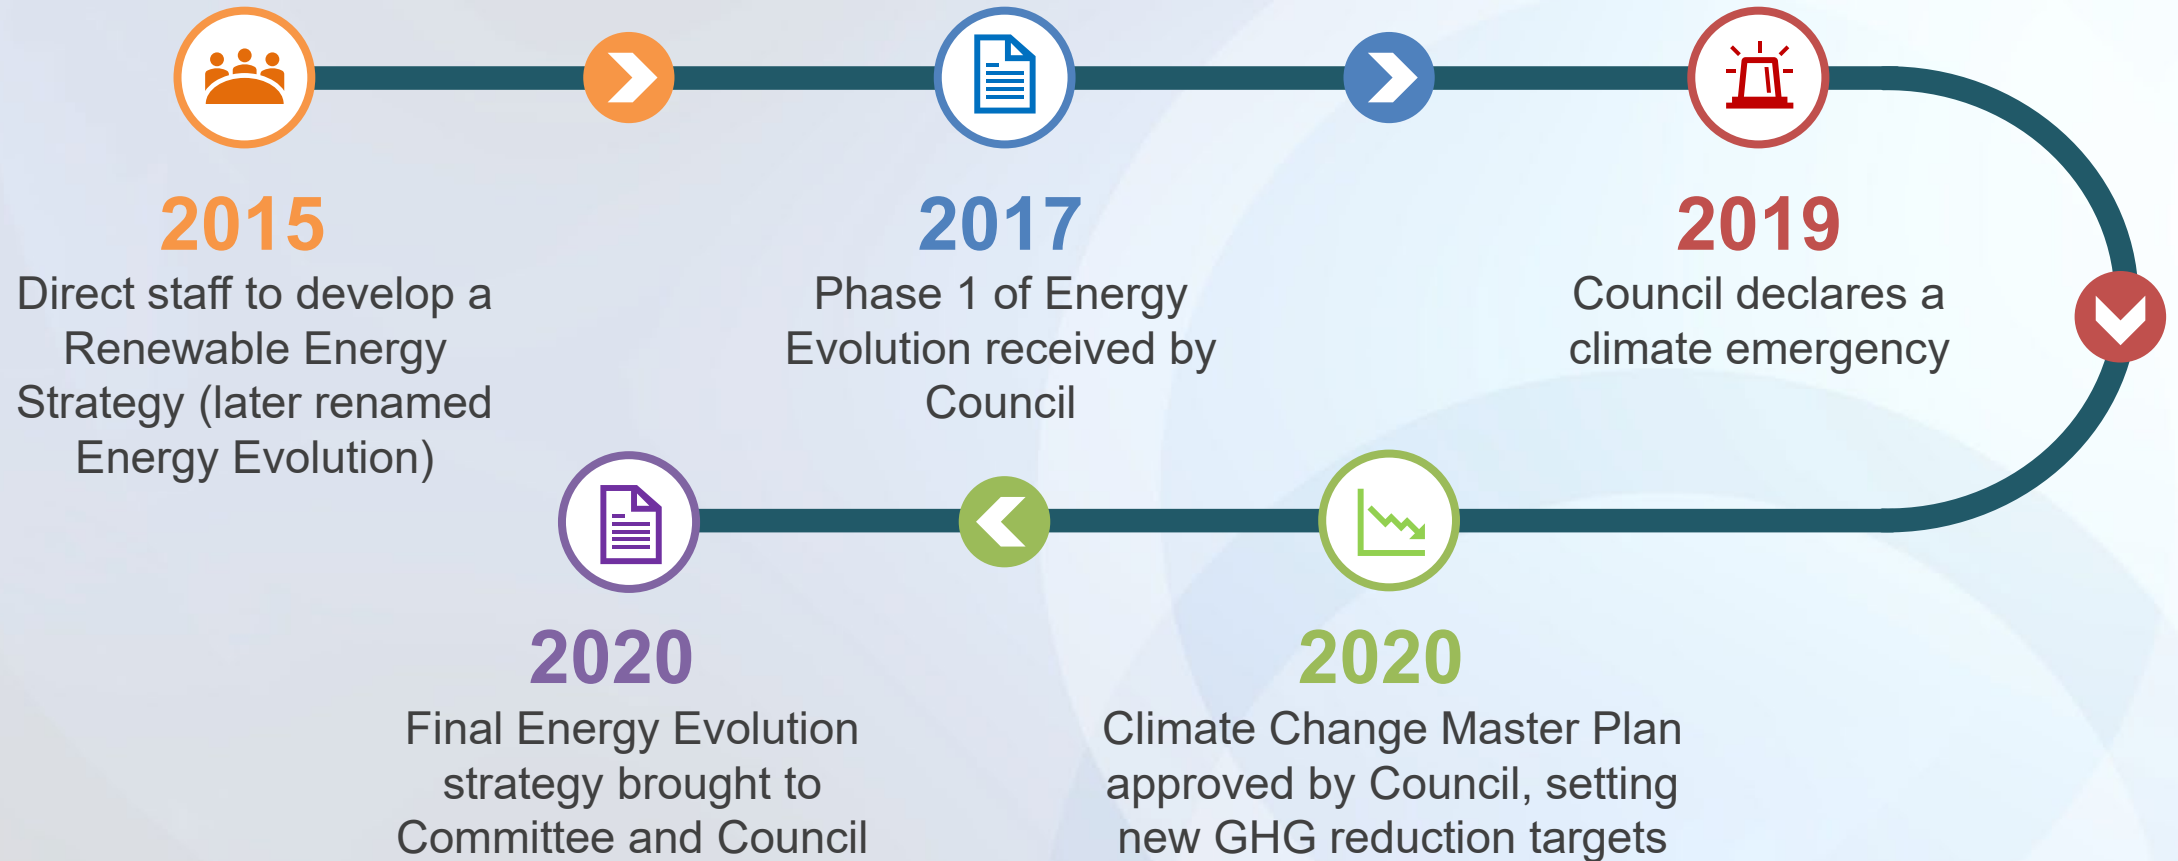 2015
Direct staff to develop a
Renewable Energy
Strategy (later renamed
Energy Evolution)
2017
Phase 1 of Energy
Evolution received by
Council
2019
Council declares a
climate emergency
2020
Climate Change Master Plan
approved by Council, setting
new GHG reduction targets
2020
Final Energy Evolution
strategy brought to
Committee and Council